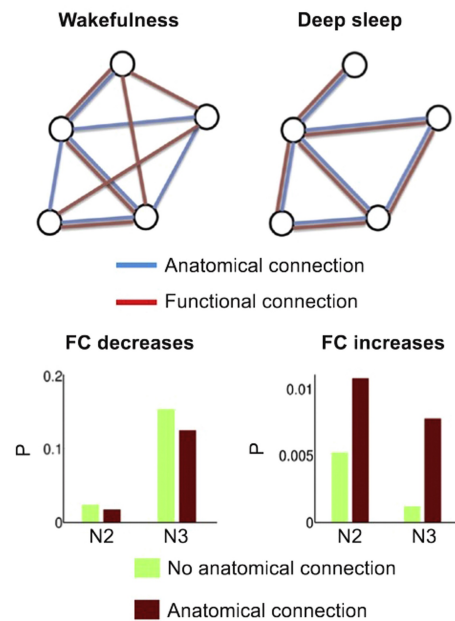 Wakefulness Deep sleep
Anatomical connection
Functional connection
FC decreases FC increases
0.2
0.1
0
P
N2 N3
0.01
0.005
0
P
N2 N3
No anatomical connection
Anatomical connection